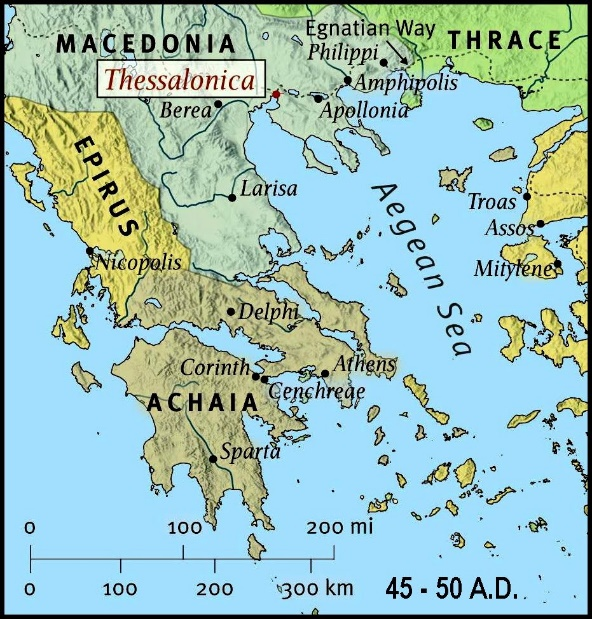 Egnatian Way
MACEDONIA
THRACE
Philippi
Thessalonica
Amphipolis
Berea
Apollonia
EPIRUS
Larisa
Aegean Sea
Troas
Assos
Nicopolis
Mitylene
Delphi
Corinth
Athens
Cenchreae
ACHAIA
Sparta
0 100 200 mi
0 100 200 300 km
45 - 50 A.D.